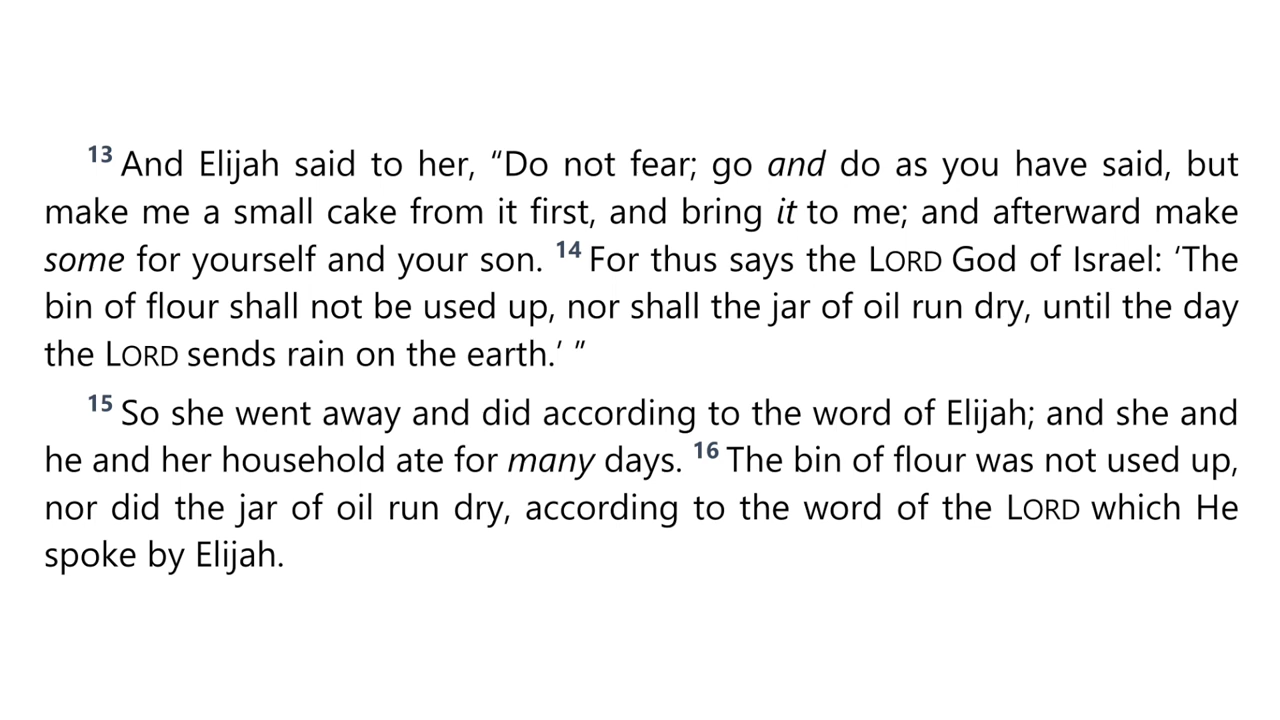 13 And Elijah said to her, “Do not fear; go and do as you have said, but
make me a small cake from it first, and bring it to me; and afterward make
some for yourself and your son. 14 For thus says the LORD God of Israel: ‘The
bin of flour shall not be used up, nor shall the jar of oil run dry, until the day
the LORD sends rain on the earth.’ ”
15 So she went away and did according to the word of Elijah; and she and
he and her household ate for many days. 16 The bin of flour was not used up,
nor did the jar of oil run dry, according to the word of the LORD which He
spoke by Elijah.